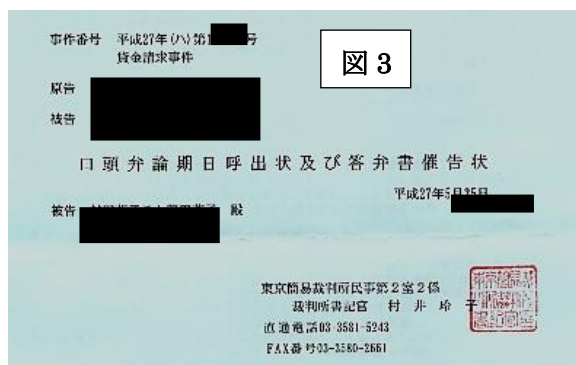 事件番号 平成27年(ハ)第1 号
貸金請求事件
図3
原告
被告
口頭弁論期日呼出状及び答弁書催告状
平成27年5月25日
被告 殿
東京簡易裁判所民事第2室2係
裁判所書記官 村井玲子
直通電話03-3581-5243
FAX番号03-3580-2661